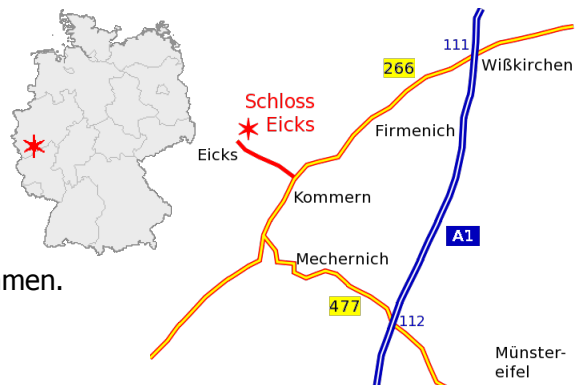 111
Wißkirchen
266
Schloss
Eicks
Firmenich
Eicks
Kommern
A1
Mechernich
men.
477
112
Münster-
eifel